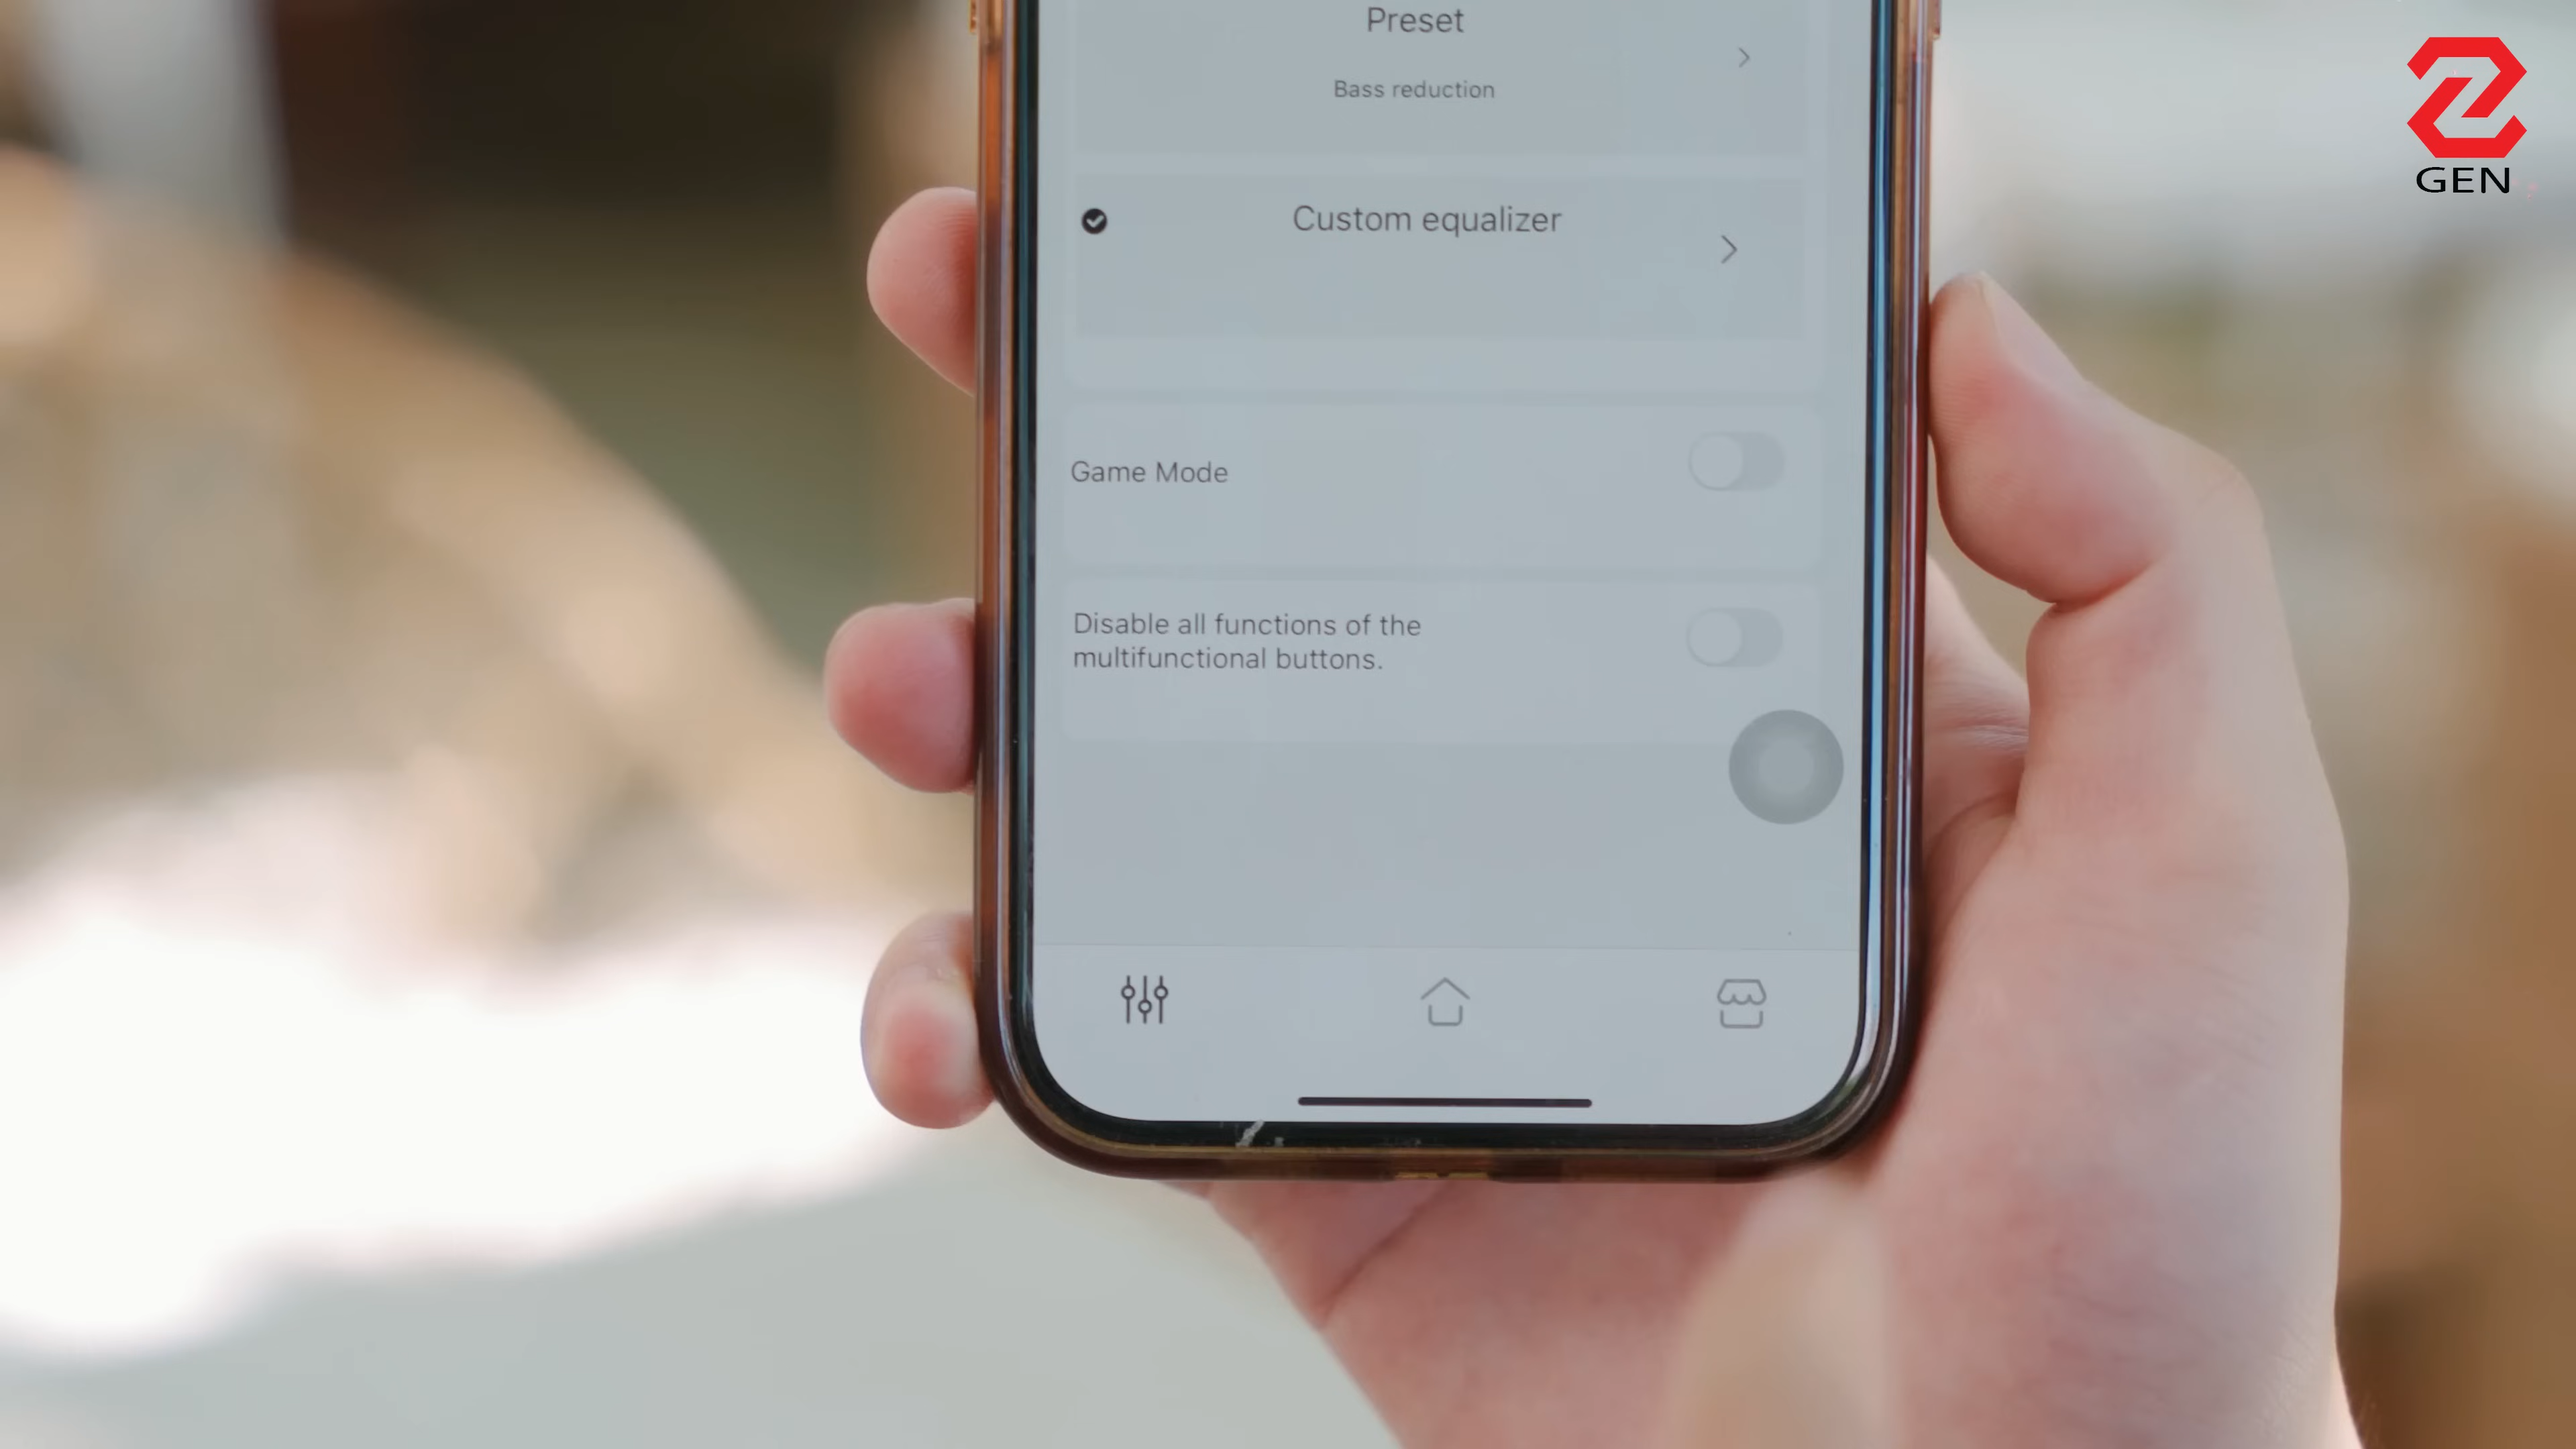 Preset
Bass reduction
Custom equalizer
Game Mode
Disable all functions of the
multifunctional buttons.
GEN